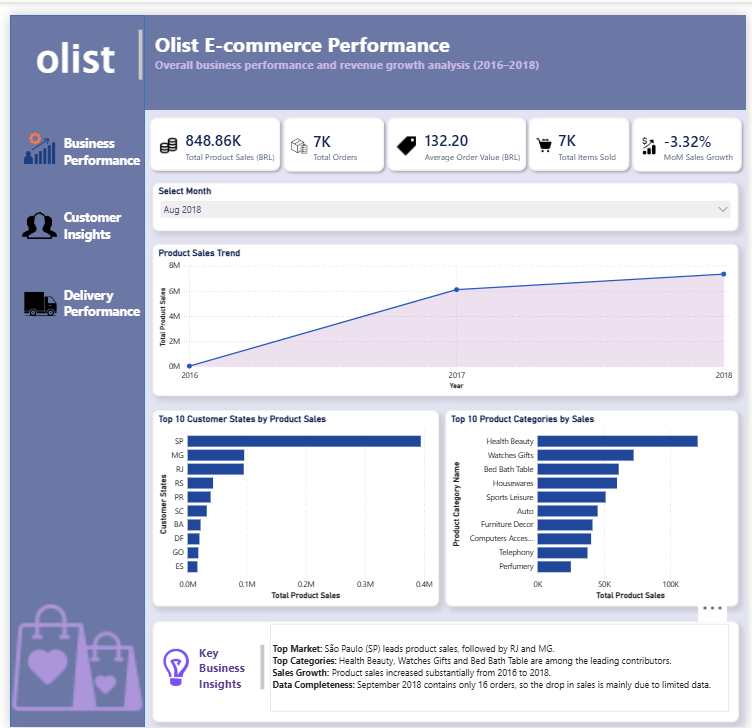 olist
Olist E-commerce Performance
Overall business performance and revenue growth analysis (2016–2018)
Business
Performance
Customer
Insights
Delivery
Performance
848.86K
Total Product Sales (BRL)
7K
Total Orders
132.20
Average Order Value (BRL)
7K
Total Items Sold
-3.32%
MoM Sales Growth
Select Month
Aug 2018
Product Sales Trend
Total Product Sales
8M
6M
4M
2M
0M
2016
2017
2018
Year
Top 10 Customer States by Product Sales
Customer States
SP
MG
RJ
RS
PR
SC
BA
DF
GO
ES
0.0M
0.1M
0.2M
0.3M
0.4M
Total Product Sales
Top 10 Product Categories by Sales
Product Category Name
Health Beauty
Watches Gifts
Bed Bath Table
Housewares
Sports Leisure
Auto
Furniture Decor
Computers Acces...
Telephony
Perfumery
0K
50K
100K
Total Product Sales
Key
Business
Insights
Top Market: São Paulo (SP) leads product sales, followed by RJ and MG.
Top Categories: Health Beauty, Watches Gifts and Bed Bath Table are among the leading contributors.
Sales Growth: Product sales increased substantially from 2016 to 2018.
Data Completeness: September 2018 contains only 16 orders, so the drop in sales is mainly due to limited data.